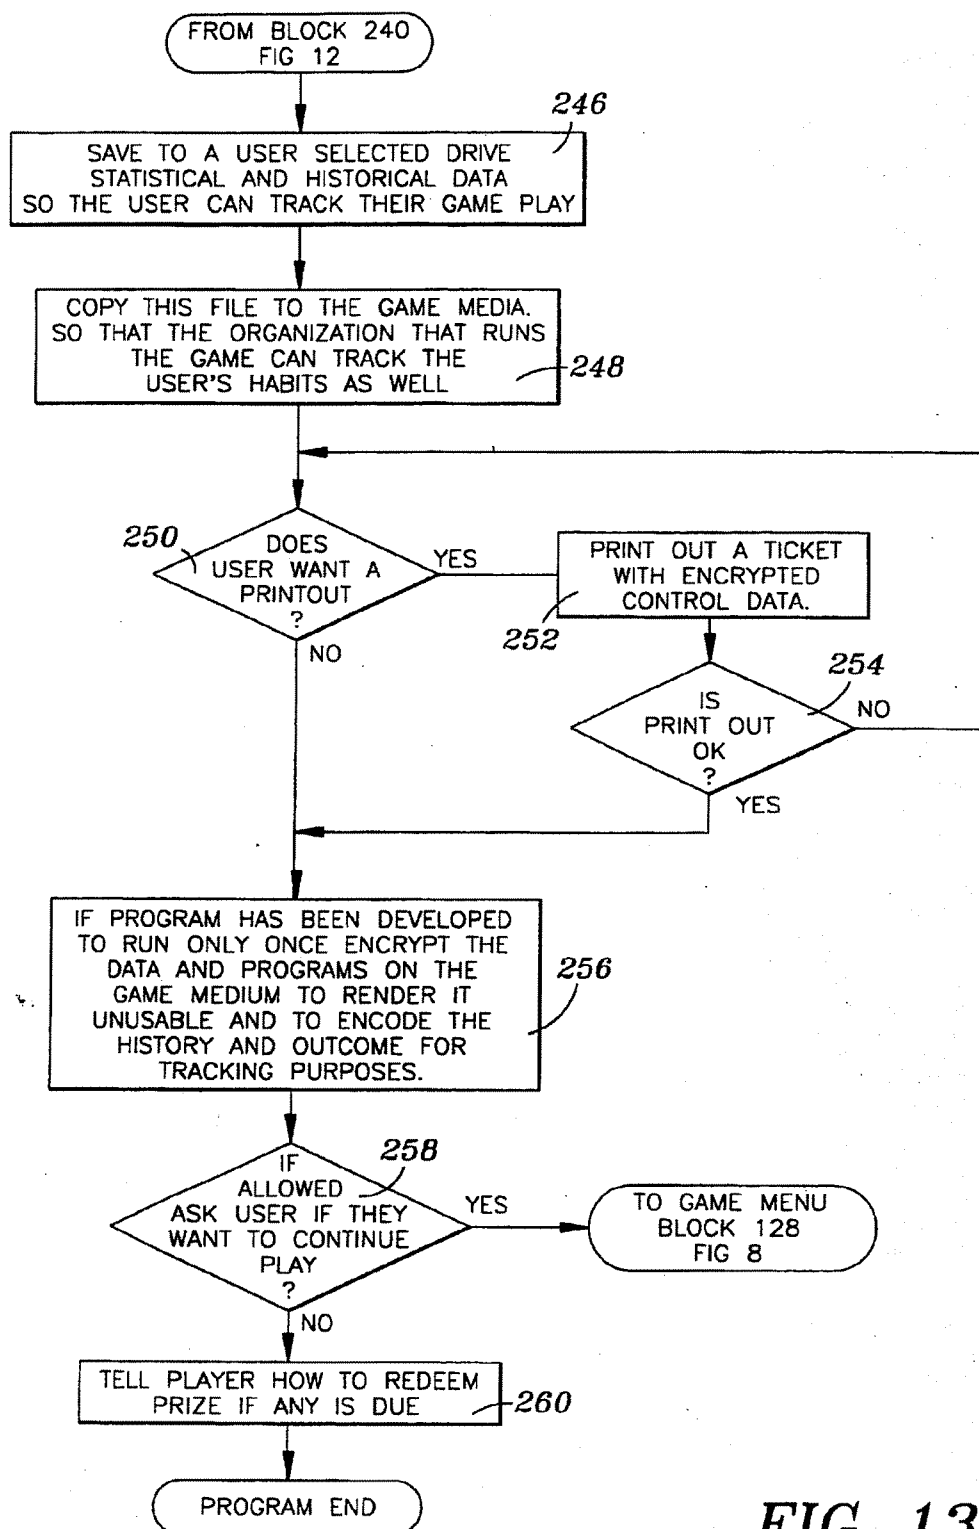 FROM BLOCK 240
FIG 12
246
SAVE TO A USER SELECTED DRIVE
STATISTICAL AND HISTORICAL DATA
SO THE USER CAN TRACK THEIR GAME PLAY
COPY THIS FILE TO THE GAME MEDIA.
SO THAT THE ORGANIZATION THAT RUNS
THE GAME CAN TRACK THE
USER'S HABITS AS WELL
248
250
DOES
USER WANT A
PRINTOUT
?
YES
NO
PRINT OUT A TICKET
WITH ENCRYPTED
CONTROL DATA.
252
254
IS
PRINT OUT
OK
?
NO
YES
IF PROGRAM HAS BEEN DEVELOPED
TO RUN ONLY ONCE ENCRYPT THE
DATA AND PROGRAMS ON THE
GAME MEDIUM TO RENDER IT
UNUSABLE AND TO ENCODE THE
HISTORY AND OUTCOME FOR
TRACKING PURPOSES.
256
258
IF
ALLOWED
ASK USER IF THEY
WANT TO CONTINUE
PLAY
?
YES
NO
TO GAME MENU
BLOCK 128
FIG 8
TELL PLAYER HOW TO REDEEM
PRIZE IF ANY IS DUE
260
PROGRAM END
FIG. 13